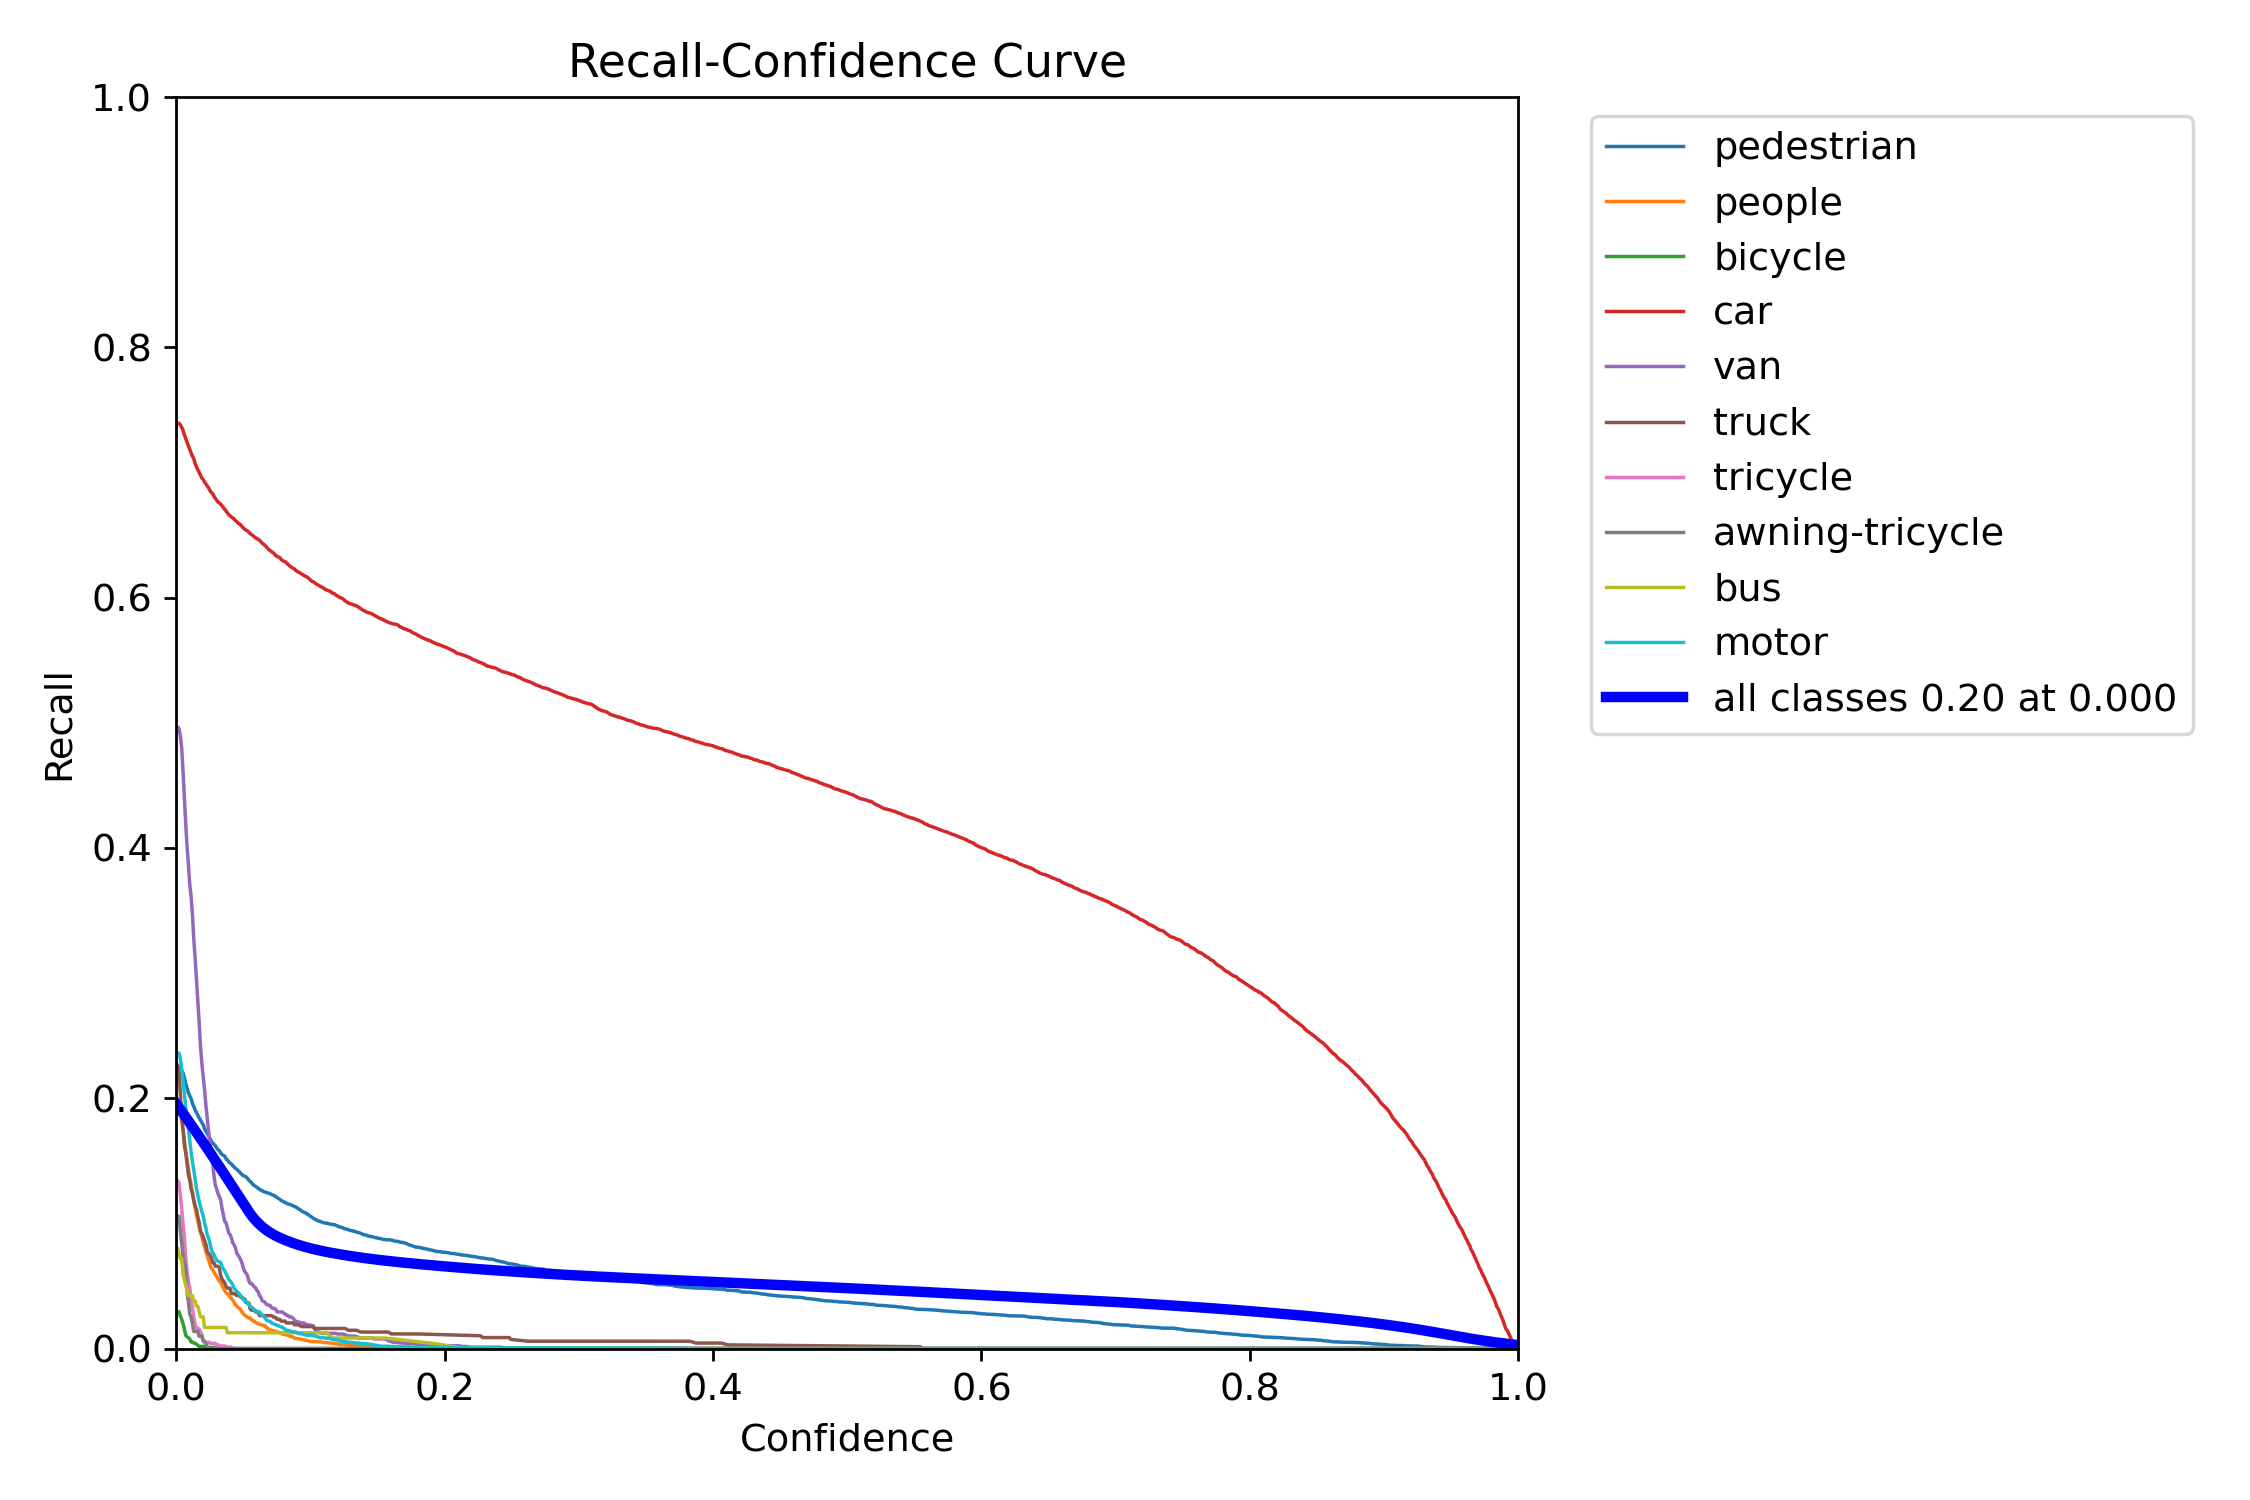 Recall-Confidence Curve
1.0
0.8
0.6
0.4
0.2
0.0
Recall
0.0 0.2 0.4 0.6 0.8 1.0
Confidence
pedestrian
people
bicycle
car
van
truck
tricycle
awning-tricycle
bus
motor
all classes 0.20 at 0.000